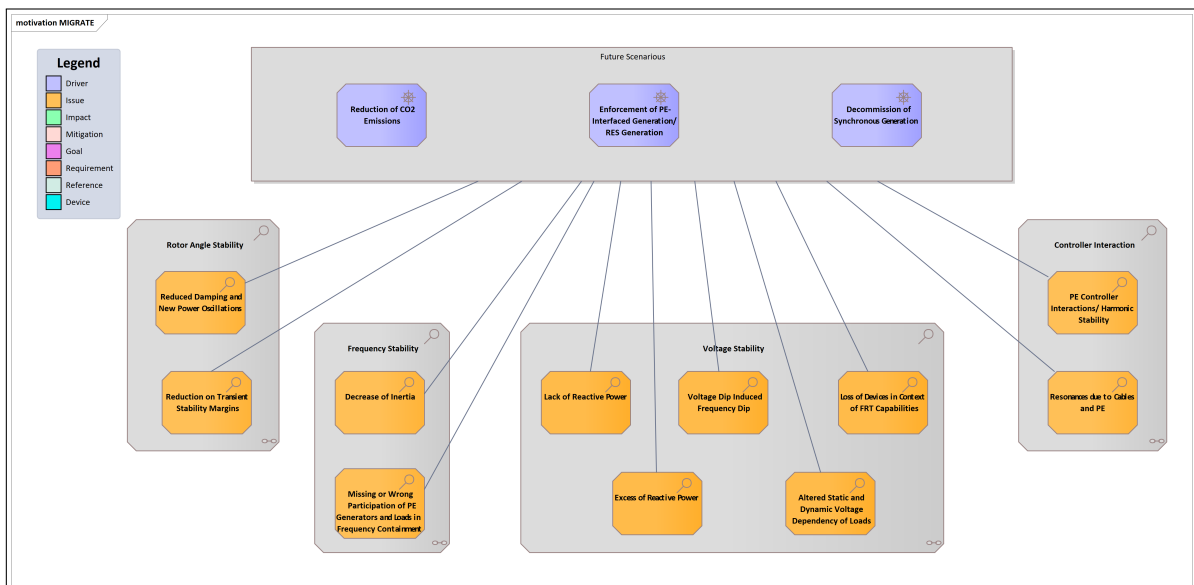 motivation MIGRATE
Legend
Driver
Issue
Impact
Mitigation
Goal
Requirement
Reference
Device
Future Scenarious
Reduction of CO2
Emissions
Enforcement of PE-
Interfaced Generation/
RES Generation
Decommission of
Synchronous Generation
Rotor Angle Stability
Reduced Damping and
New Power Oscillations
Reduction on Transient
Stability Margins
Frequency Stability
Decrease of Inertia
Missing or Wrong
Participation of PE
Generators and Loads in
Frequency Containment
Voltage Stability
Lack of Reactive Power
Voltage Dip Induced
Frequency Dip
Loss of Devices in Context
of FRT Capabilities
Excess of Reactive Power
Altered Static and
Dynamic Voltage
Dependency of Loads
Controller Interaction
PE Controller
Interactions/ Harmonic
Stability
Resonances due to Cables
and PE